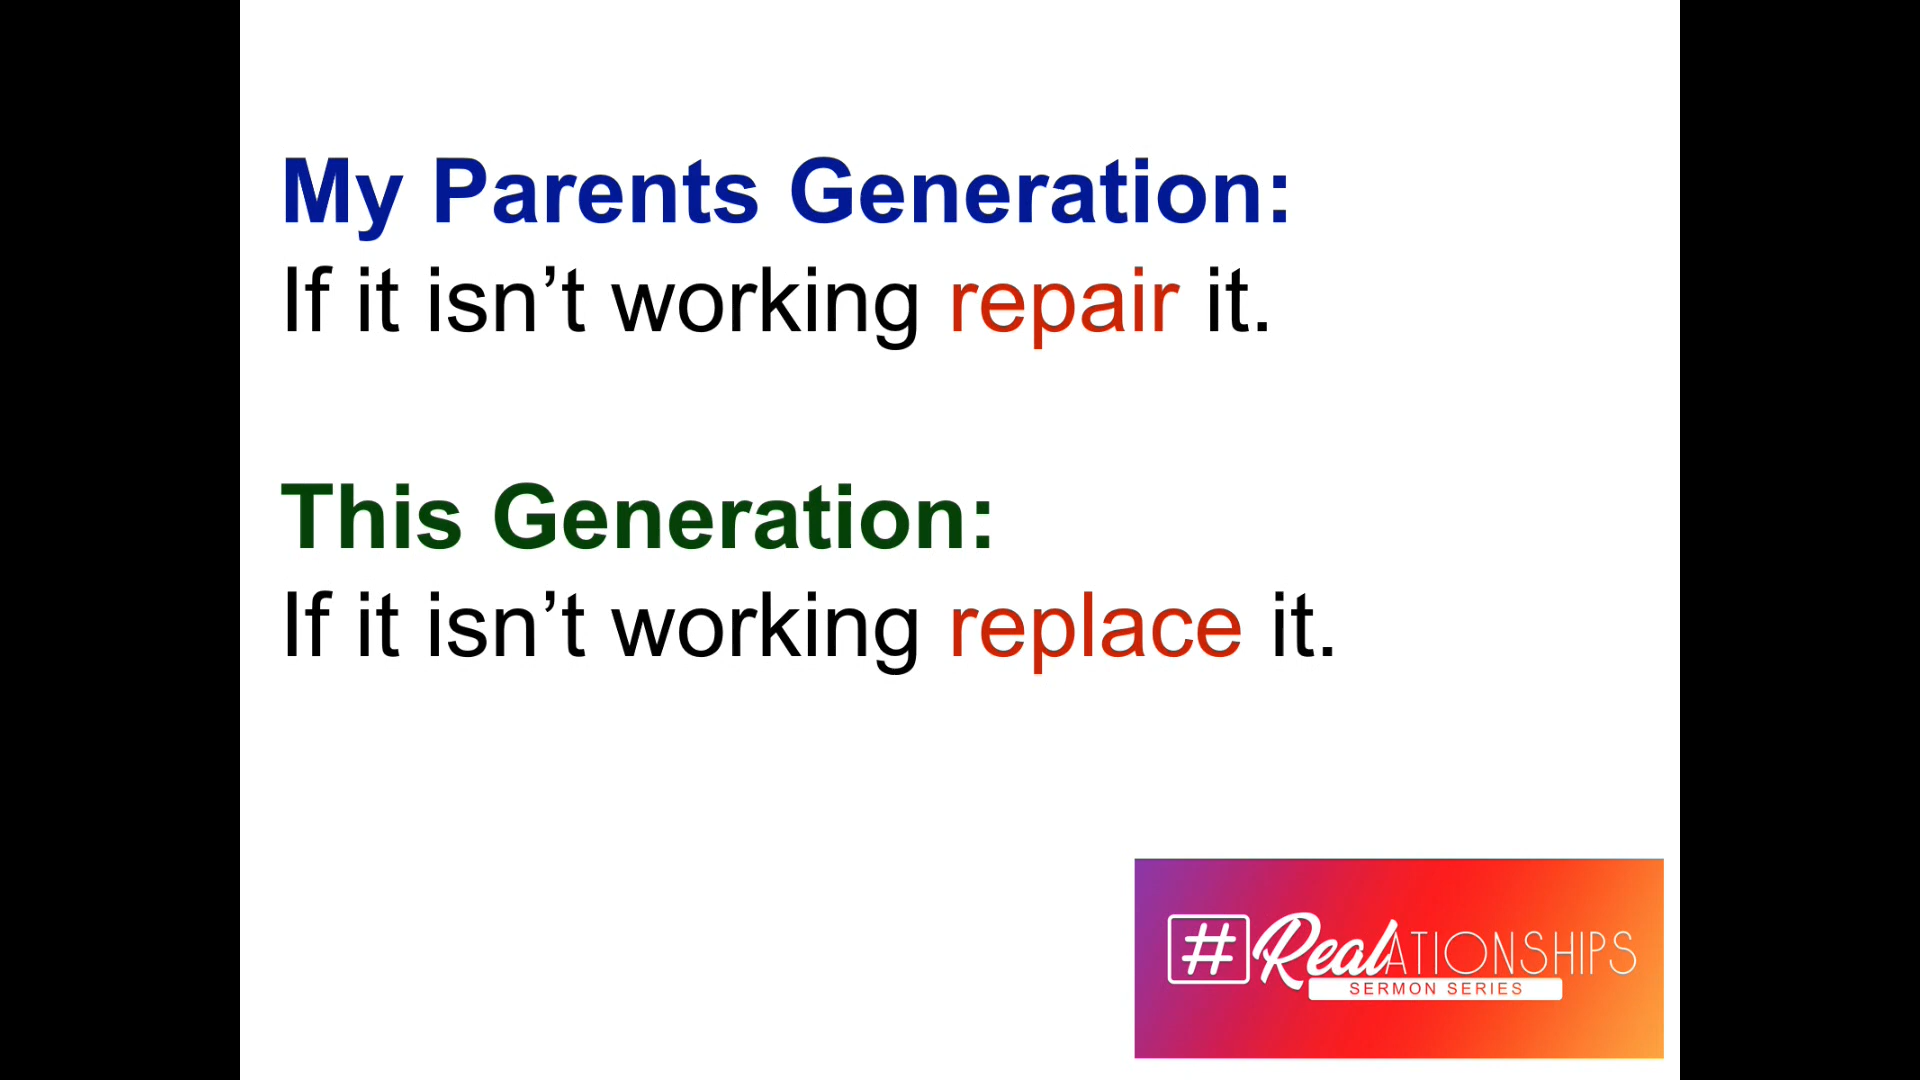 My Parents Generation:
If it isn’t working repair it.
This Generation:
If it isn’t working replace it.
#RealATIONSHIPS
SERMON SERIES